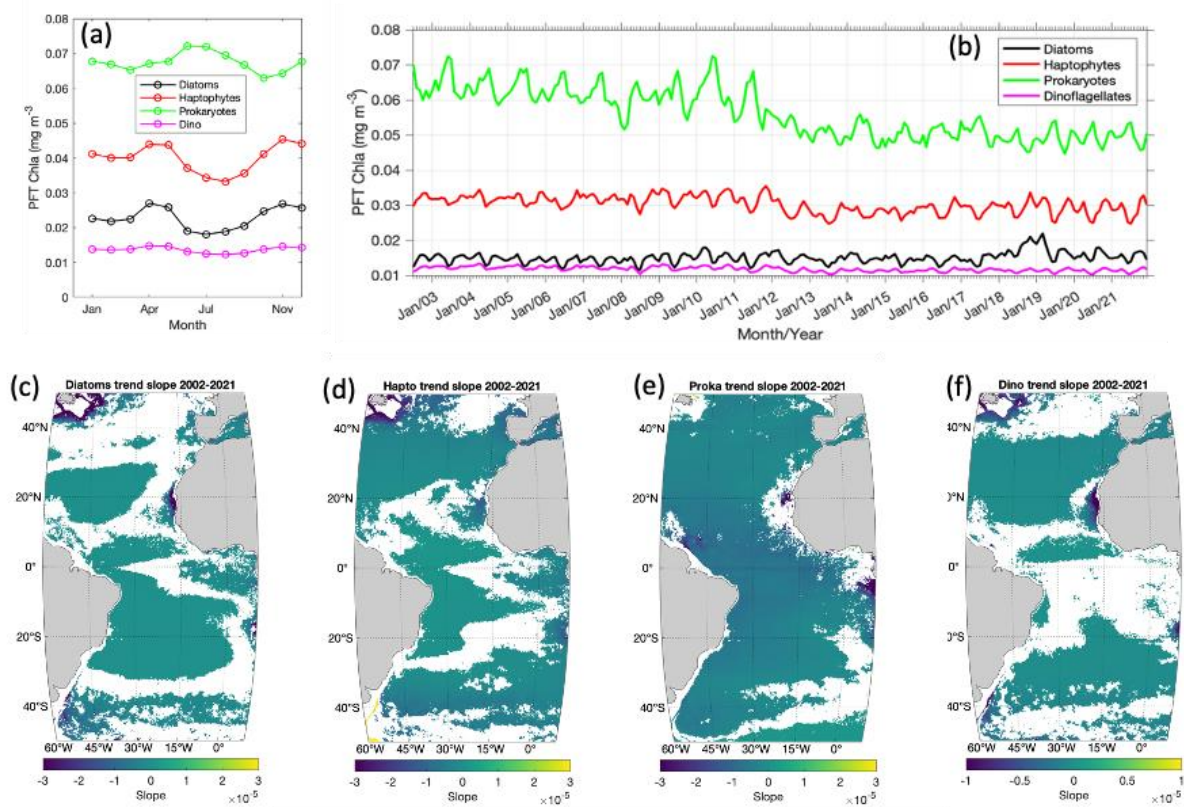 (a)
PFT Chla (mg m⁻³)
0.08
0.07
0.06
0.05
0.04
0.03
0.02
0.01
0
Diatoms
Haptophytes
Prokaryotes
Dino
Jan Apr Jul Nov
Month
(b)
PFT Chla (mg m⁻³)
0.07
0.06
0.05
0.04
0.03
0.02
0.01
Diatoms
Haptophytes
Prokaryotes
Dinoflagellates
Jan/03 Jan/04 Jan/05 Jan/06 Jan/07 Jan/08 Jan/09 Jan/10 Jan/11 Jan/12 Jan/13 Jan/14 Jan/15 Jan/16 Jan/17 Jan/18 Jan/19 Jan/20 Jan/21
Month/Year
(c)
Diatoms trend slope 2002-2021
40°N
20°N
0°
20°S
40°S
60°W 45°W 30°W 15°W 0°
-3 -2 -1 0 1 2 3
Slope ×10⁻⁵
(d)
Hapto trend slope 2002-2021
40°N
20°N
0°
20°S
40°S
60°W 45°W 30°W 15°W 0°
-3 -2 -1 0 1 2 3
Slope ×10⁻⁵
(e)
Proka trend slope 2002-2021
40°N
20°N
0°
20°S
40°S
60°W 45°W 30°W 15°W 0°
-3 -2 -1 0 1 2 3
Slope ×10⁻⁵
(f)
Dino trend slope 2002-2021
40°N
0°N
0°
0°S
40°S
60°W 45°W 30°W 15°W 0°
-1 -0.5 0 0.5 1
Slope ×10⁻⁵